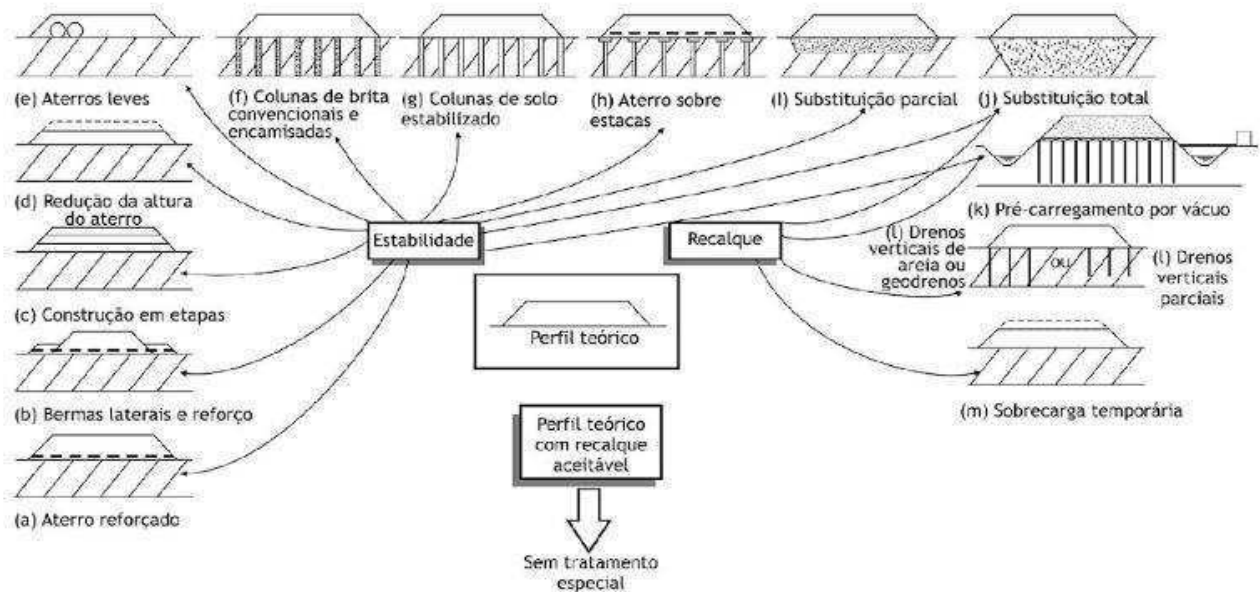 (e) Aterros leves
(f) Colunas de brita
convencionais e
encamisadas
(g) Colunas de solo
estabilizado
(h) Aterro sobre
estacas
(i) Substituição parcial
(j) Substituição total
(d) Redução da altura
do aterro
(k) Pré-carregamento por vácuo
Estabilidade
Recalque
(l) Drenos
verticais de
areia ou
geodrenos
ou
(l) Drenos
verticais
parciais
(c) Construção em etapas
Perfil teórico
(b) Bermas laterais e reforço
(m) Sobrecarga temporária
Perfil teórico
com recalque
aceitável
(a) Aterro reforçado
Sem tratamento
especial